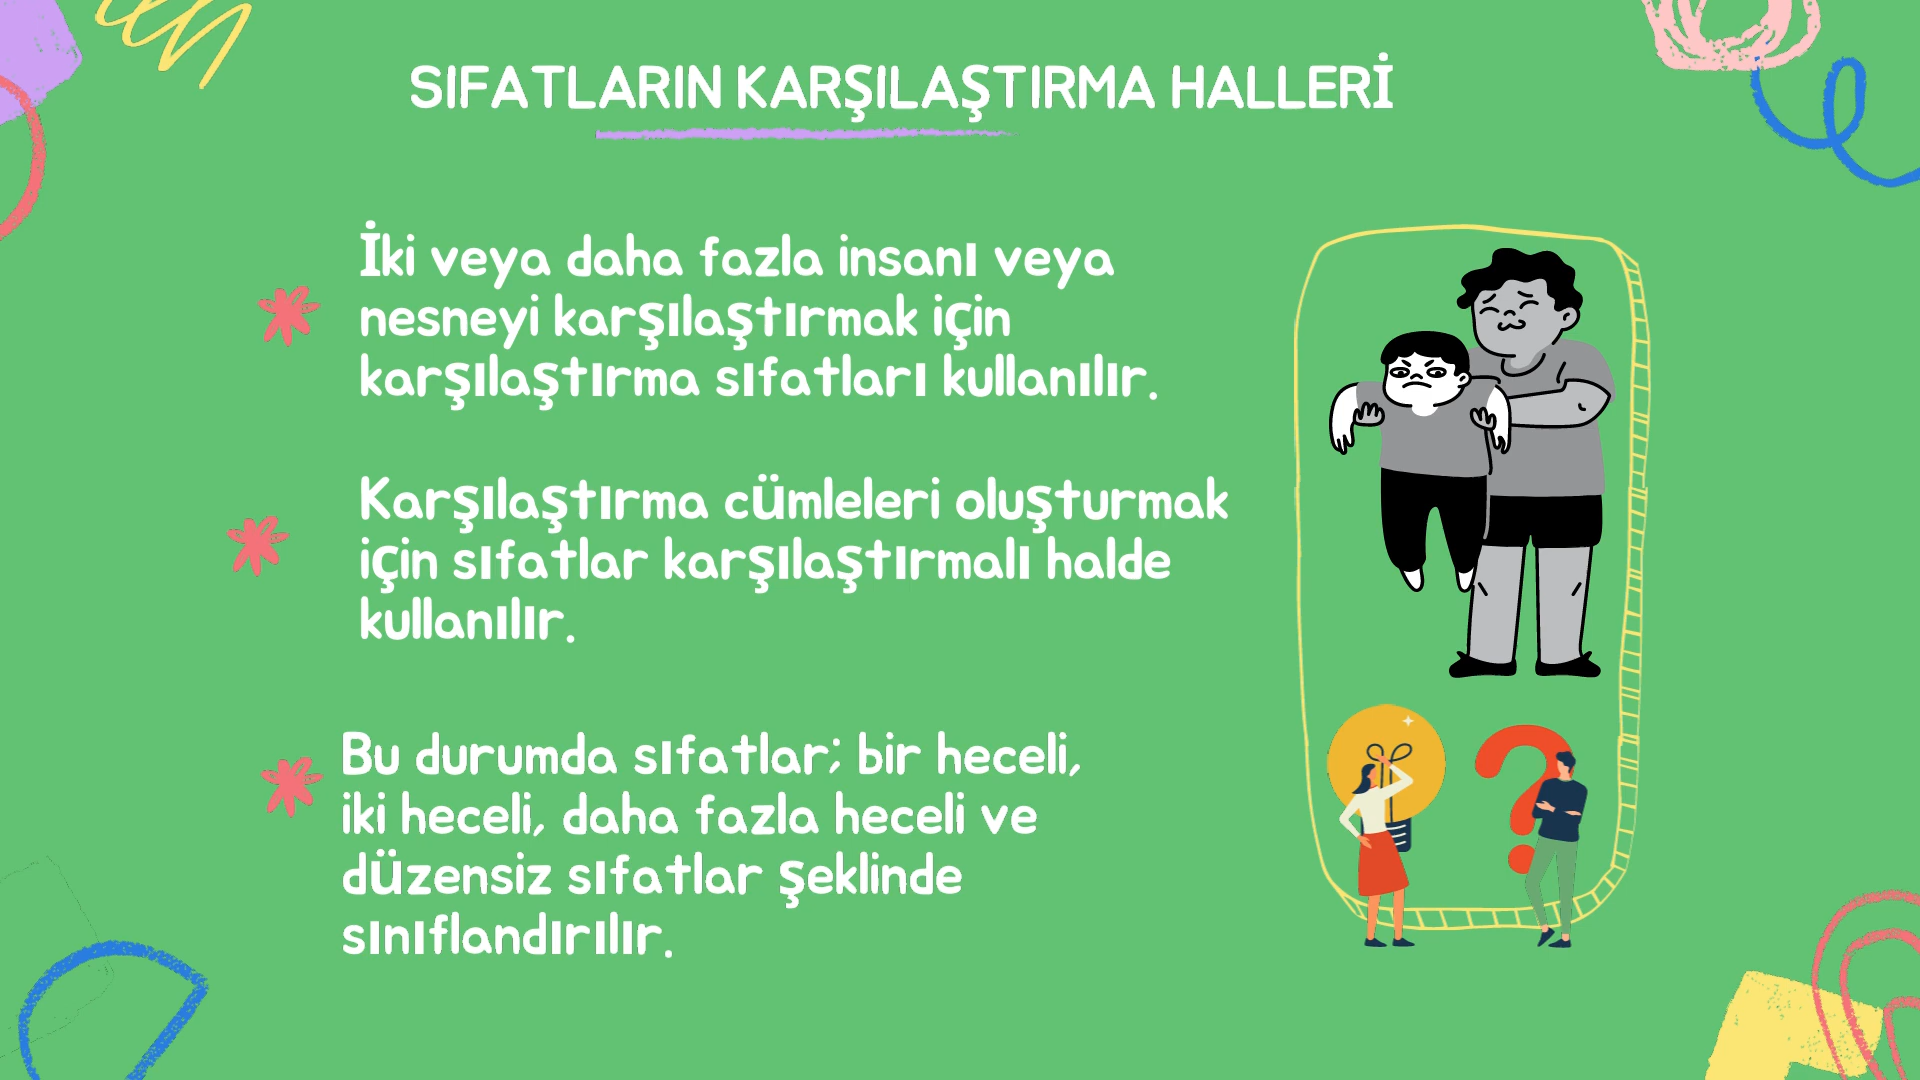 SIFATLARIN KARŞILAŞTIRMA HALLERİ
İki veya daha fazla insanı veya
nesneyi karşılaştırmak için
karşılaştırma sıfatları kullanılır.
Karşılaştırma cümleleri oluşturmak
için sıfatlar karşılaştırmalı halde
kullanılır.
Bu durumda sıfatlar; bir heceli,
iki heceli, daha fazla heceli ve
düzensiz sıfatlar şeklinde
sınıflandırılır.